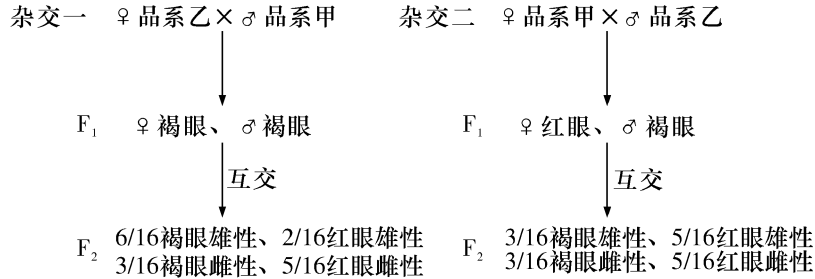 杂交一 ♀品系乙×♂品系甲
F₁ ♀褐眼、♂褐眼
互交
F₂ 6/16褐眼雄性、2/16红眼雄性
3/16褐眼雌性、5/16红眼雌性
杂交二 ♀品系甲×♂品系乙
F₁ ♀红眼、♂褐眼
互交
F₂ 3/16褐眼雄性、5/16红眼雄性
3/16褐眼雌性、5/16红眼雌性